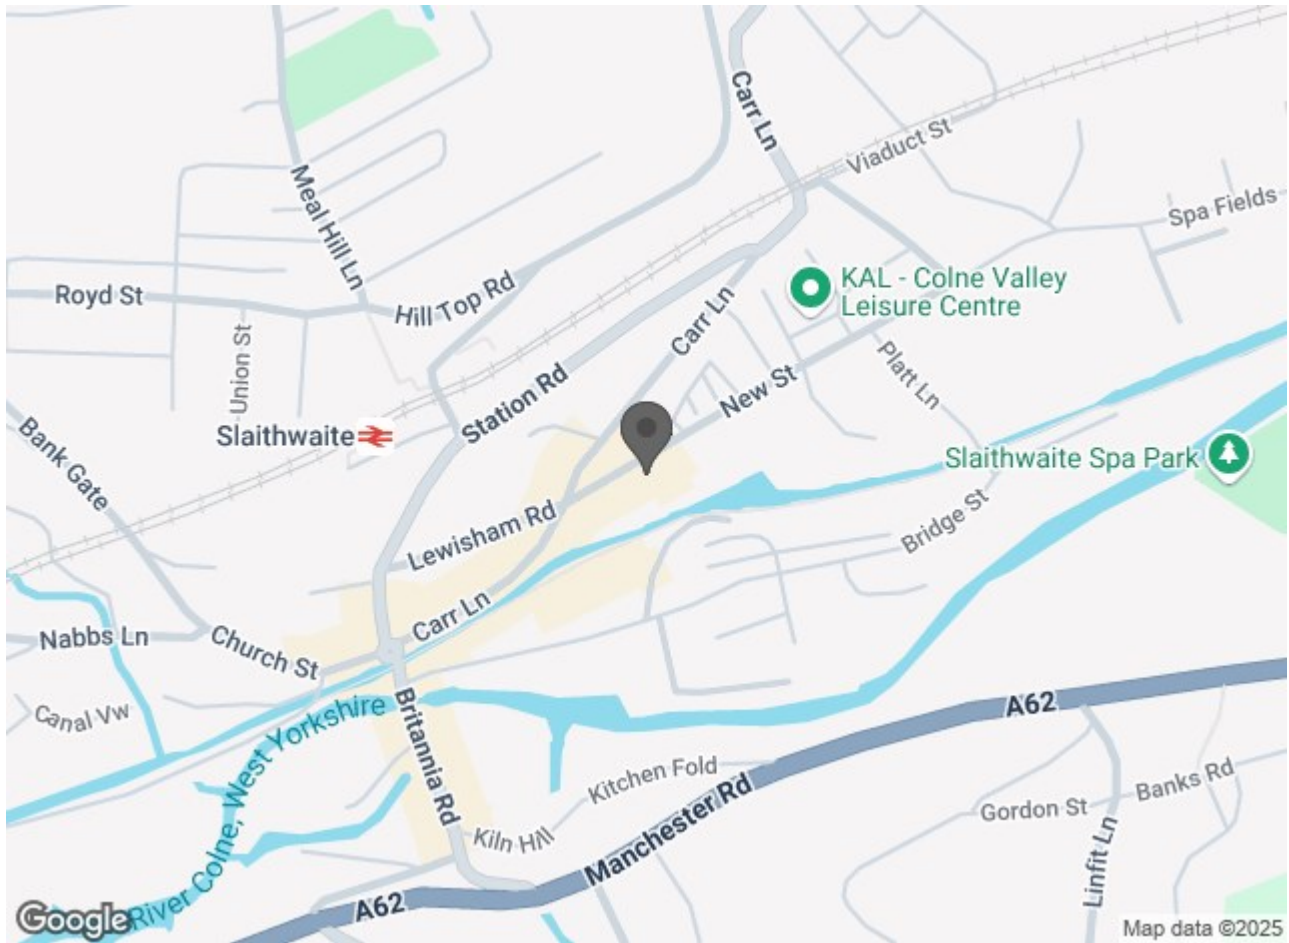 Carr Ln
Viaduct St
Spa Fields
Meal Hill Ln
KAL - Colne Valley
Leisure Centre
Royd St
Hill Top Rd
Carr Ln
Union St
Platt Ln
New St
Station Rd
Slaithwaite
Bank Gate
Slaithwaite Spa Park
Lewisham Rd
Bridge St
Carr Ln
Nabbs Ln
Church St
Canal Vw
Britannia Rd
A62
River Colne, West Yorkshire
Kitchen Fold
Banks Rd
Gordon St
Manchester Rd
Kiln Hill
Linfit Ln
A62
Google
Map data ©2025